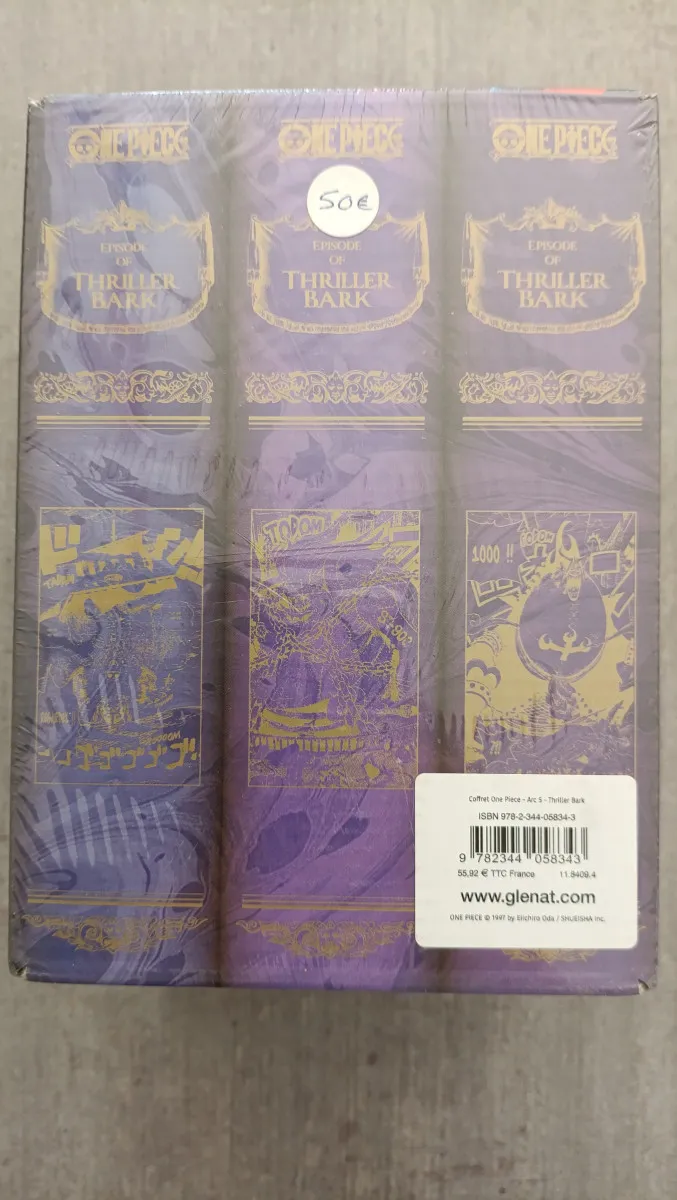 ONE PIECE
ONE PIECE
ONE PIECE
50€
EPISODE
OF
THRILLER
BARK
EPISODE
OF
THRILLER
BARK
EPISODE
OF
THRILLER
BARK
1000 !!
Coffret One Piece - Arc 5 - Thriller Bark
ISBN 978-2-344-05834-3
9 782344 058343
55,92 € TTC France 11.8409.4
www.glenat.com
ONE PIECE © 1997 by Eiichiro Oda / SHUEISHA Inc.